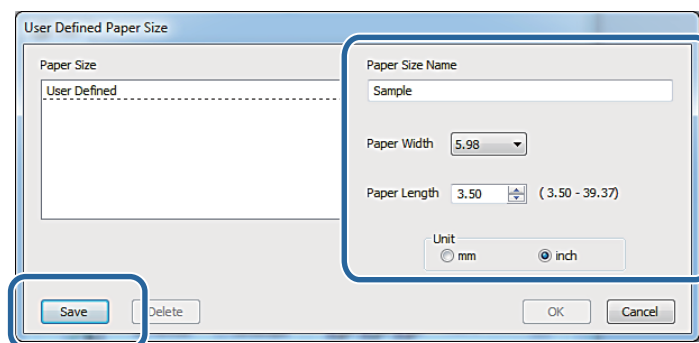 User Defined Paper Size
Paper Size
User Defined
Paper Size Name
Sample
Paper Width 5.98
Paper Length 3.50 ( 3.50 - 39.37)
Unit
mm inch
Save Delete OK Cancel